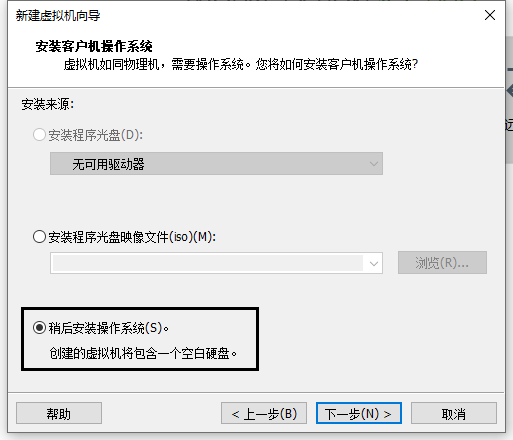 新建虚拟机向导
安装客户机操作系统
虚拟机如同物理机，需要操作系统。您将如何安装客户机操作系统?
安装来源:
安装程序光盘(D):
无可用驱动器
安装程序光盘映像文件(iso)(M):
浏览(R)...
稍后安装操作系统(S)。
创建的虚拟机将包含一个空白硬盘。
帮助
< 上一步(B)
下一步(N) >
取消